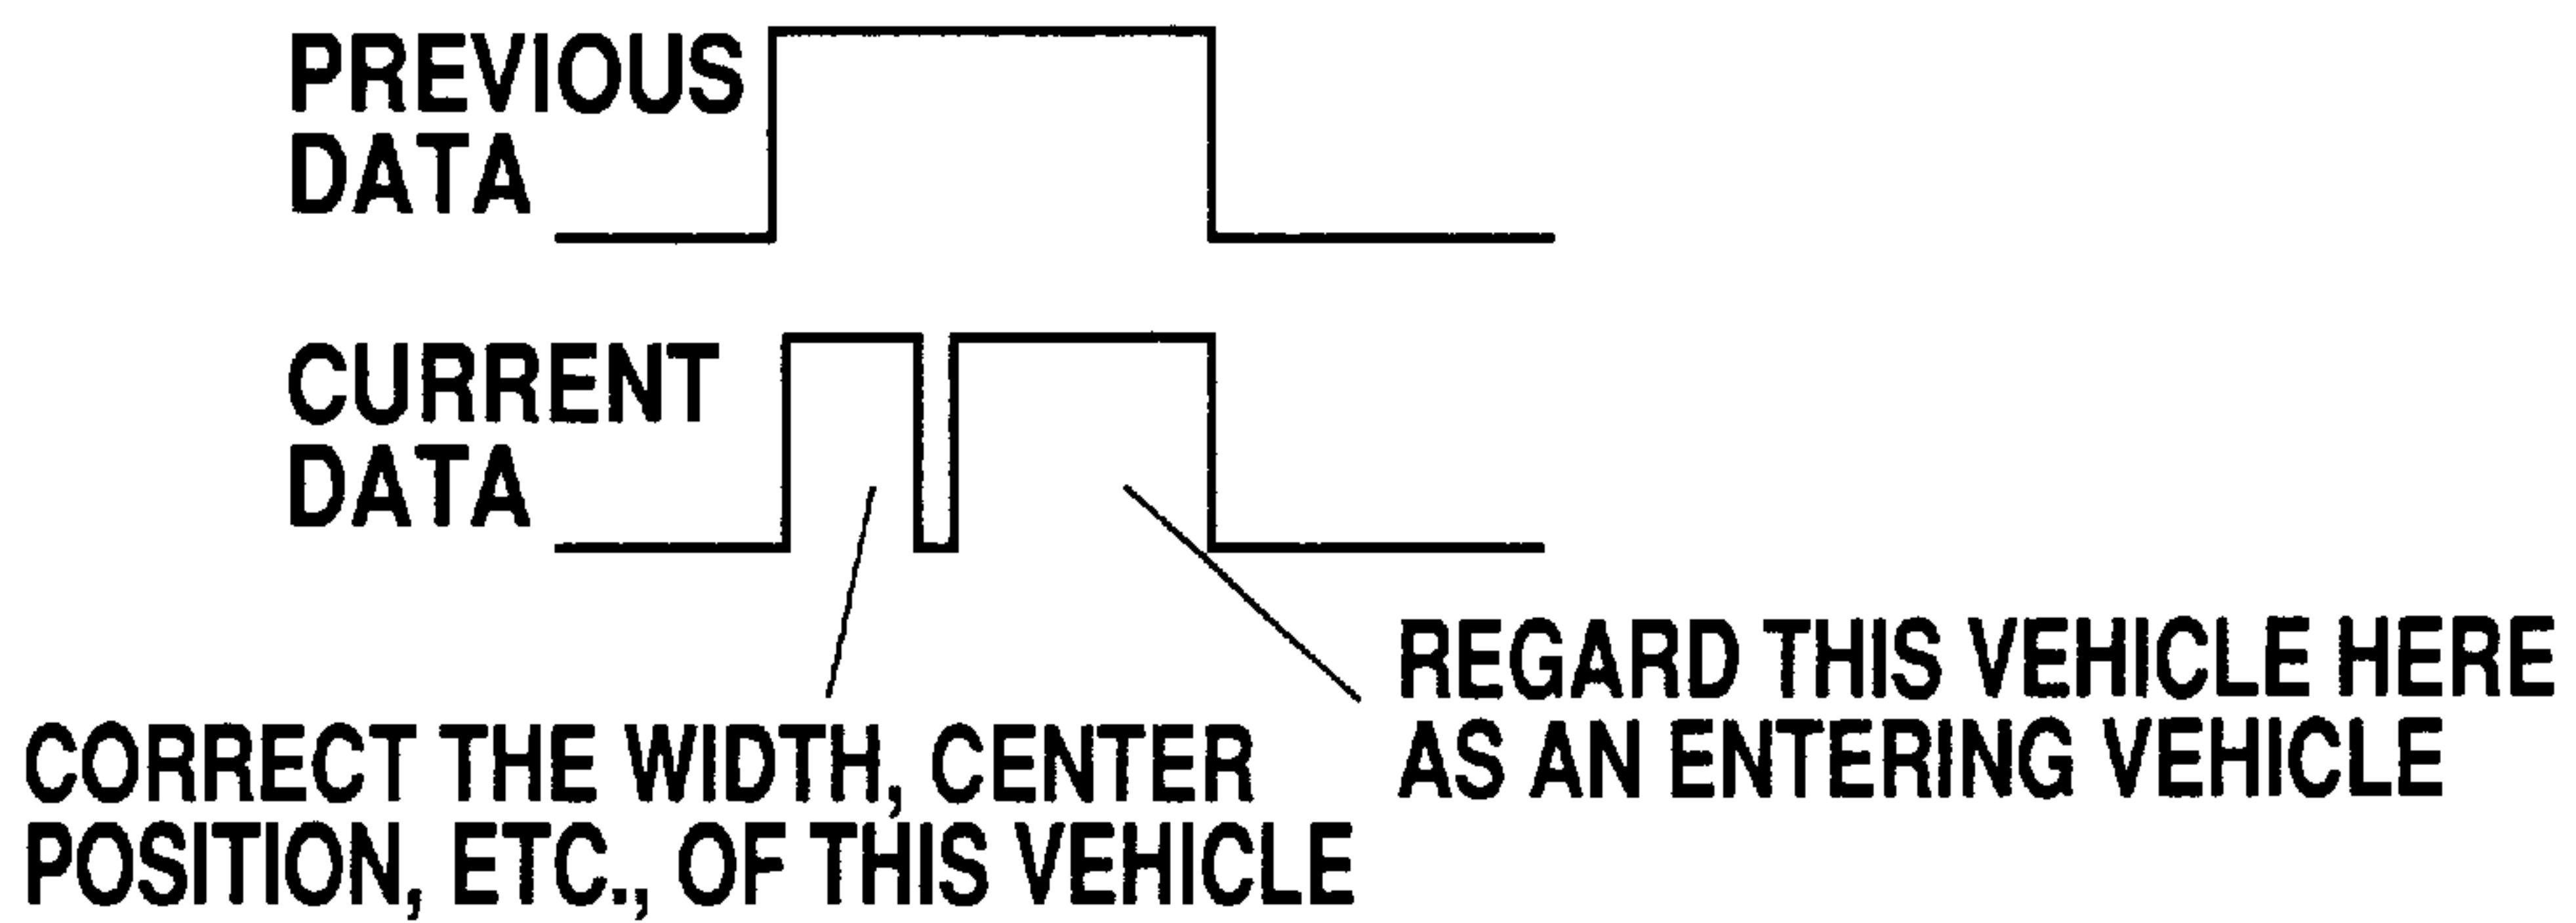 PREVIOUS
DATA
CURRENT
DATA
REGARD THIS VEHICLE HERE
AS AN ENTERING VEHICLE
CORRECT THE WIDTH, CENTER
POSITION, ETC., OF THIS VEHICLE